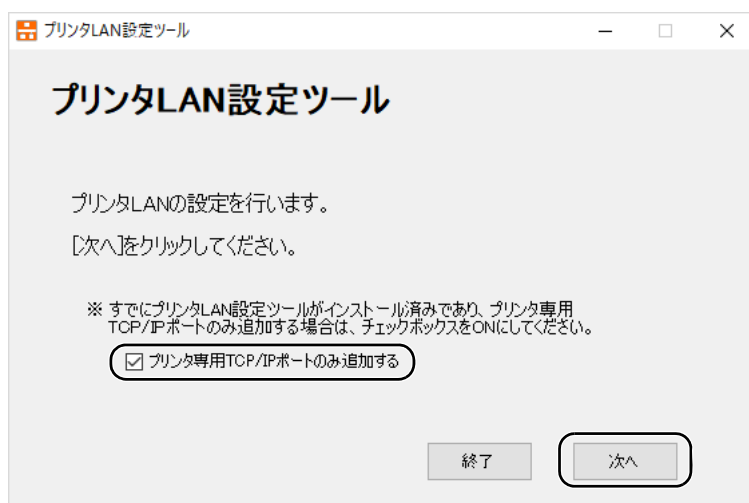 プリンタLAN設定ツール
プリンタLAN設定ツール
プリンタLANの設定を行います。
[次へ]をクリックしてください。
※ すでにプリンタLAN設定ツールがインストール済みであり、プリンタ専用
TCP/IPポートのみ追加する場合は、チェックボックスをONにしてください。
プリンタ専用TCP/IPポートのみ追加する
終了
次へ